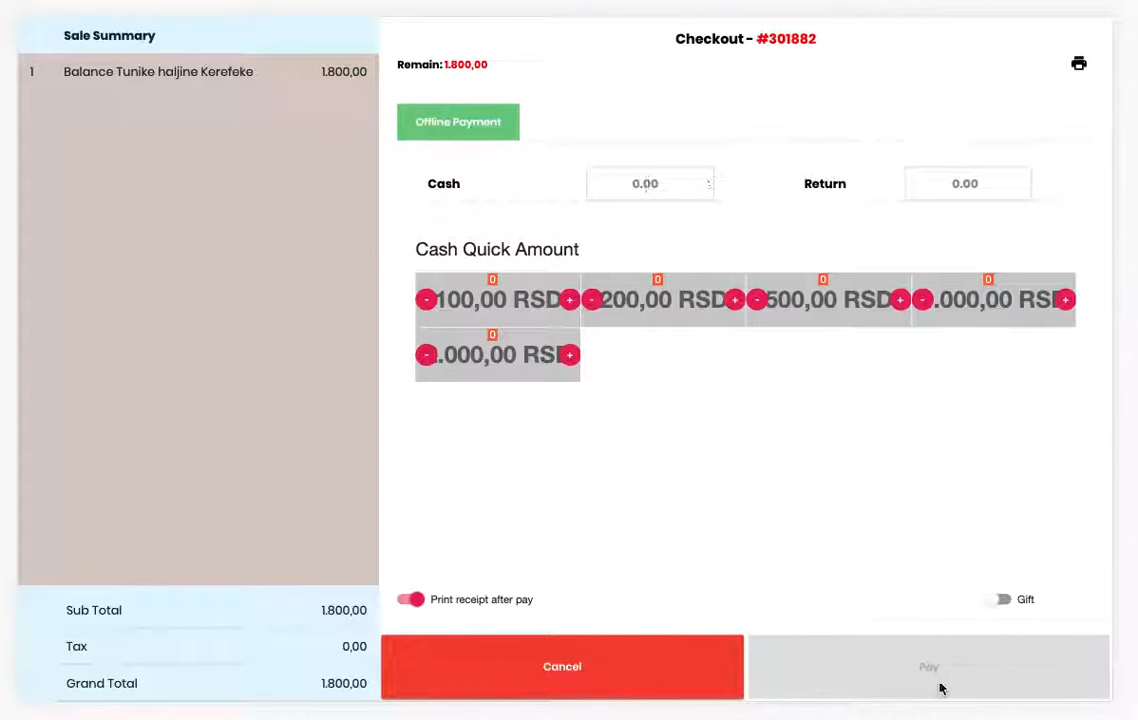 Sale Summary
1 Balance Tunike haljine Kerefeke 1.800,00
Sub Total 1.800,00
Tax 0,00
Grand Total 1.800,00
Checkout - #301882
Remain: 1.800,00
Offline Payment
Cash 0.00 Return 0.00
Cash Quick Amount
0 0 0 0
- 100,00 RSD + - 200,00 RSD + - 500,00 RSD + - .000,00 RSD +
0
- .000,00 RSD +
Print receipt after pay Gift
Cancel Pay